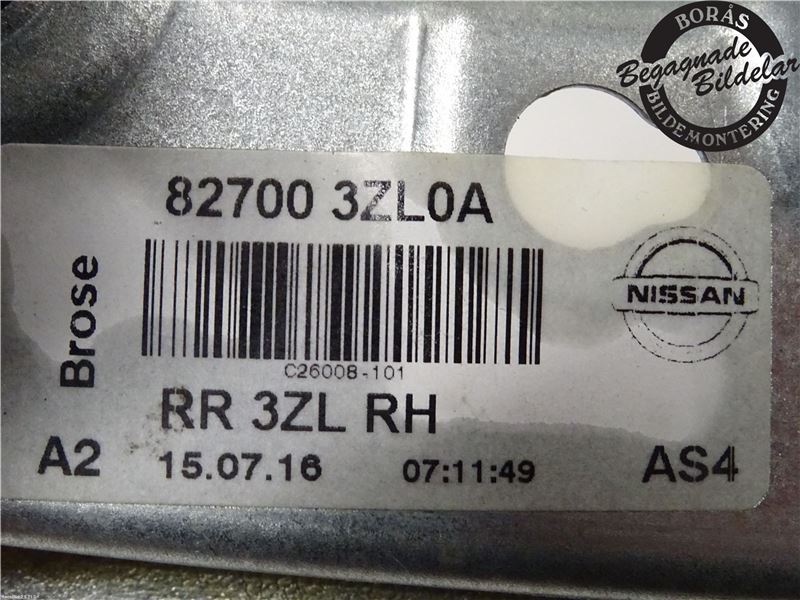 BORÅS
Begagnade
Bildelar
BILDEMONTERING
82700 3ZL0A
Brose
NISSAN
C26008-101
RR 3ZL RH
A2
15.07.16
07:11:49
AS4